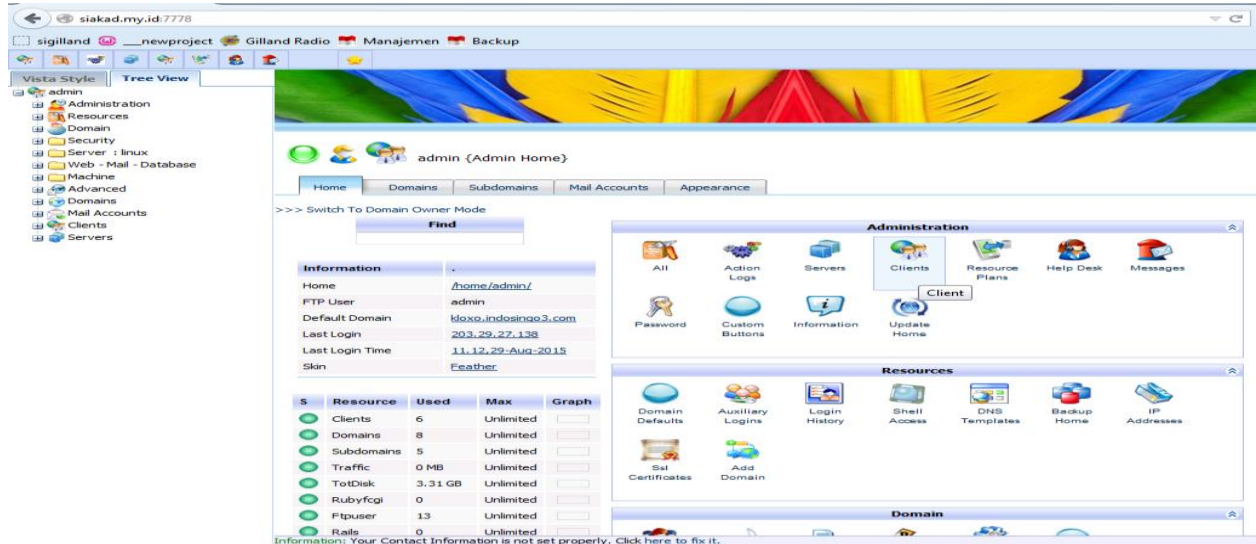 siakad.my.id:7778
sigilland __newproject Gilland Radio Manajemen Backup
Vista Style Tree View
admin
Administration
Resources
Domain
Security
Server : linux
Web - Mail - Database
Machine
Advanced
Domains
Mail Accounts
Clients
Servers
admin {Admin Home}
Home Domains Subdomains Mail Accounts Appearance
>>> Switch To Domain Owner Mode
Find
Information .
Home /home/admin/
FTP User admin
Default Domain kloxo.indosingo3.com
Last Login 203.29.27.138
Last Login Time 11.12,29-Aug-2015
Skin Feather
S Resource Used Max Graph
Clients 6 Unlimited
Domains 8 Unlimited
Subdomains 5 Unlimited
Traffic 0 MB Unlimited
TotDisk 3.31 GB Unlimited
Rubyfcgi 0 Unlimited
Ftpuser 13 Unlimited
Rails 0 Unlimited
Administration
All Action Logs Servers Clients Resource Plans Help Desk Messages
Client
Password Custom Buttons Information Update Home
Resources
Domain Defaults Auxiliary Logins Login History Shell Access DNS Templates Backup Home IP Addresses
Ssl Certificates Add Domain
Domain
Information: Your Contact Information is not set properly. Click here to fix it.